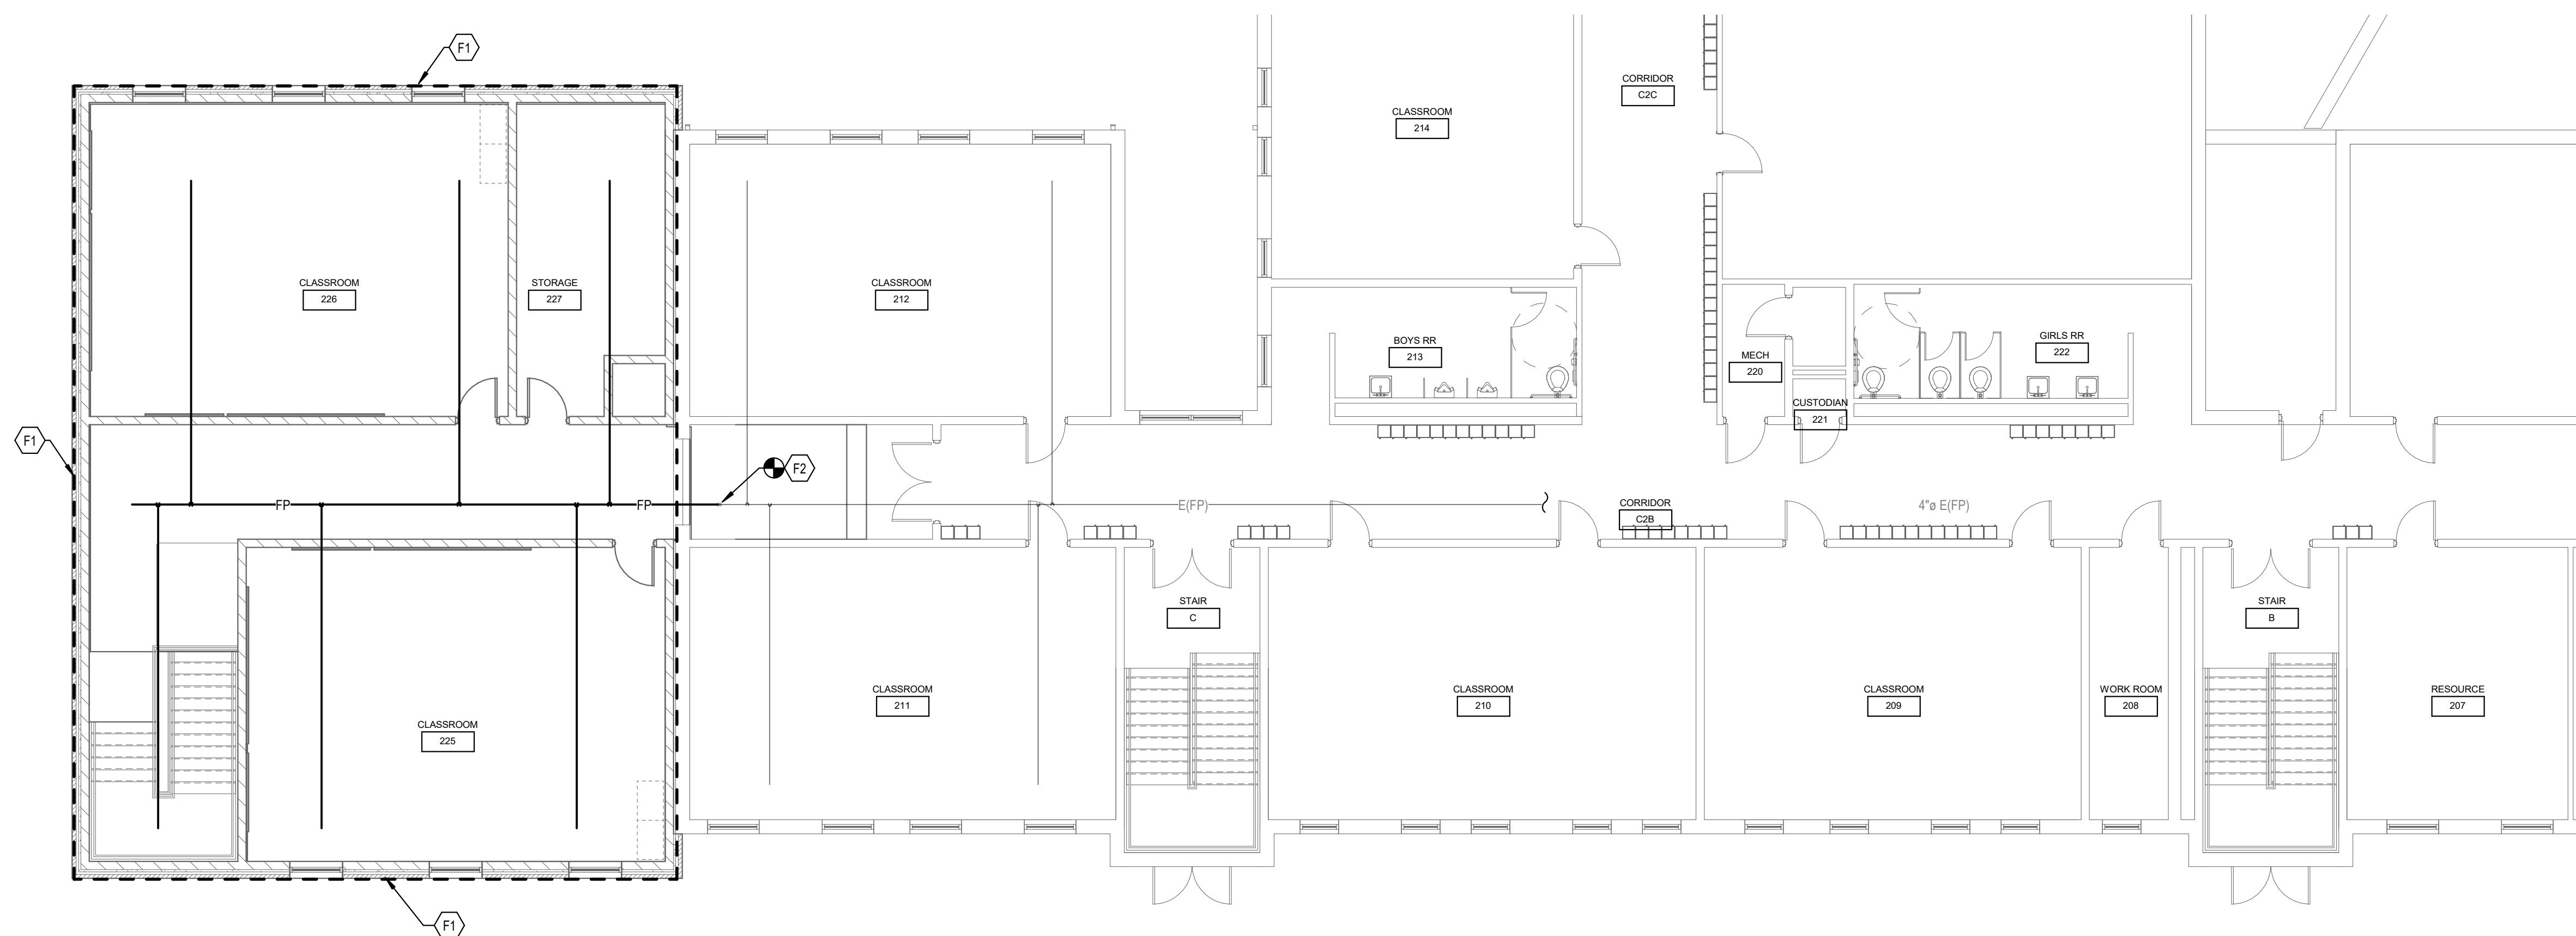 F1
CORRIDOR
C2C
CLASSROOM
214
CLASSROOM
226
STORAGE
227
CLASSROOM
212
BOYS RR
213
MECH
220
GIRLS RR
222
CUSTODIAN
221
F1
F2
FP
FP
E(FP)
CORRIDOR
C2B
4"ø E(FP)
STAIR
C
STAIR
B
CLASSROOM
225
CLASSROOM
211
CLASSROOM
210
CLASSROOM
209
WORK ROOM
208
RESOURCE
207
F1